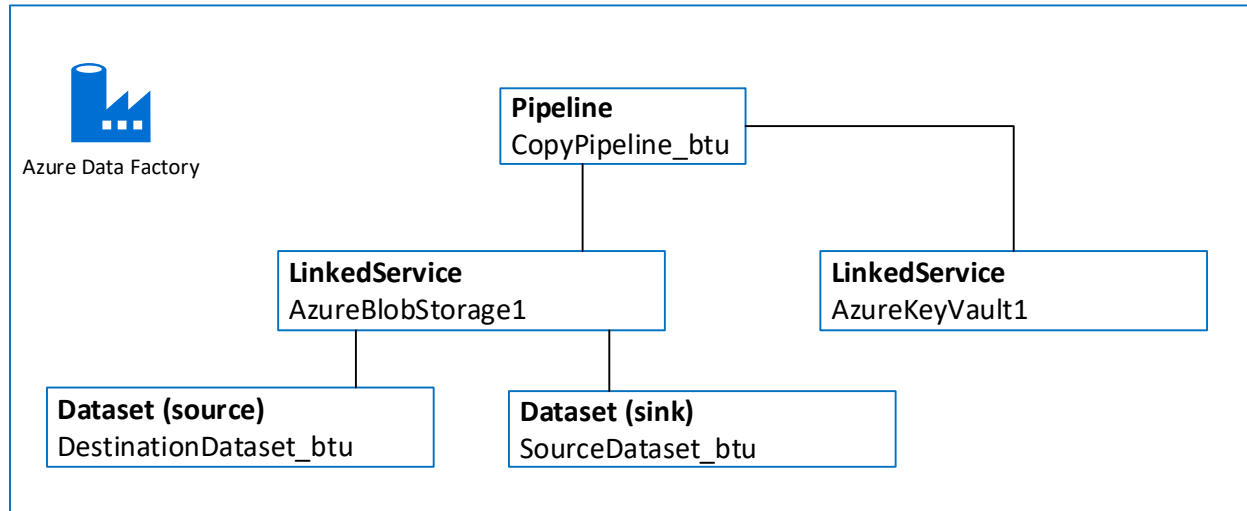 Azure Data Factory
Pipeline
CopyPipeline_btu
LinkedService
AzureBlobStorage1
LinkedService
AzureKeyVault1
Dataset (source)
DestinationDataset_btu
Dataset (sink)
SourceDataset_btu